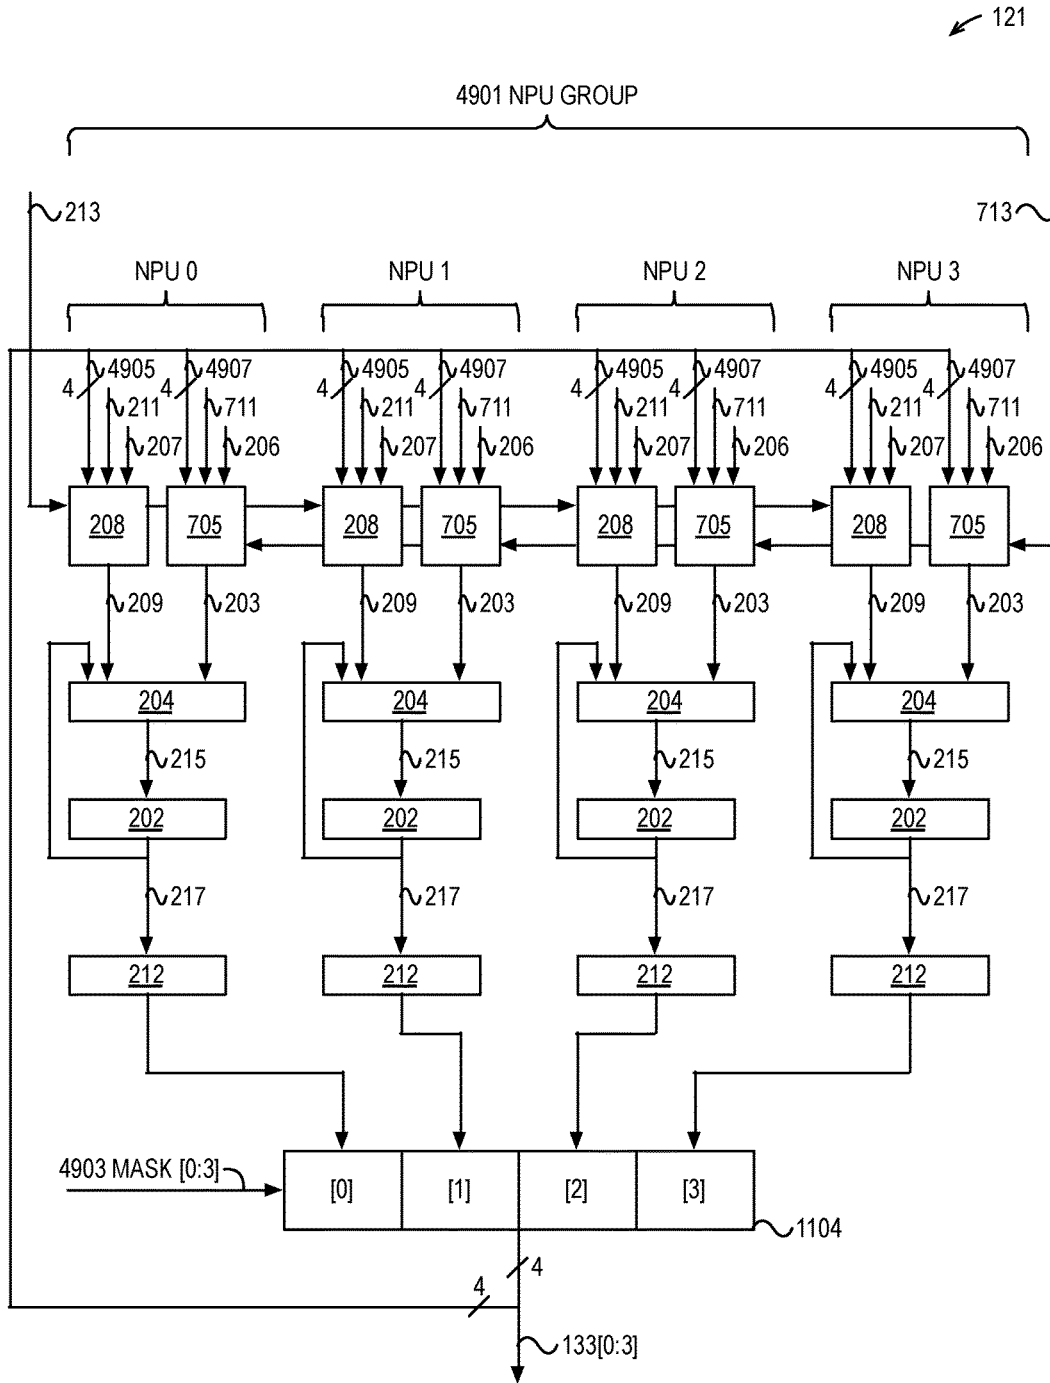 121
4901 NPU GROUP
213
713
NPU 0
NPU 1
NPU 2
NPU 3
4 4905 4 4907 4 4905 4 4907 4 4905 4 4907 4 4905 4 4907
211 711 211 711 211 711 211 711
207 206 207 206 207 206 207 206
208 705 208 705 208 705 208 705
209 203 209 203 209 203 209 203
204 204 204 204
215 215 215 215
202 202 202 202
217 217 217 217
212 212 212 212
4903 MASK [0:3]
[0] [1] [2] [3]
1104
4
4
133[0:3]